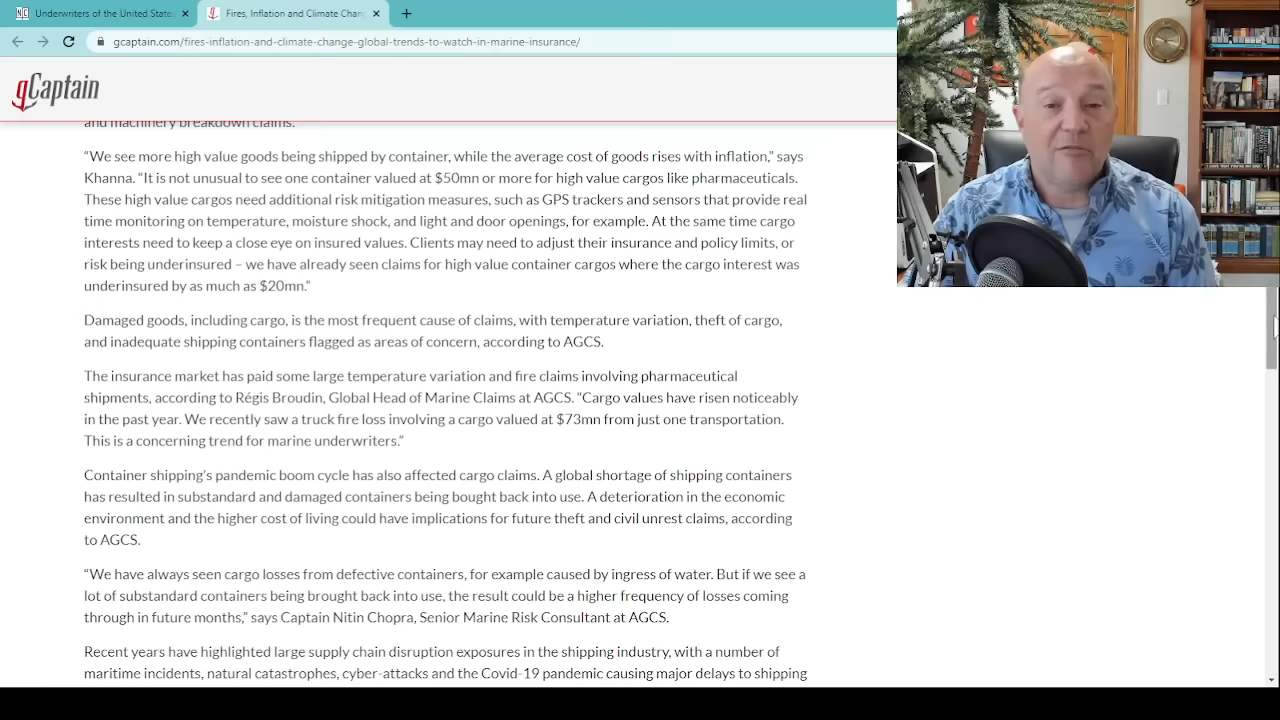 Underwriters of the United States
Fires, Inflation and Climate Chan
gcaptain.com/fires-inflation-and-climate-change-global-trends-to-watch-in-marine-insurance/
gCaptain
and machinery breakdown claims.
“We see more high value goods being shipped by container, while the average cost of goods rises with inflation,” says
Khanna. “It is not unusual to see one container valued at $50mn or more for high value cargos like pharmaceuticals.
These high value cargos need additional risk mitigation measures, such as GPS trackers and sensors that provide real
time monitoring on temperature, moisture shock, and light and door openings, for example. At the same time cargo
interests need to keep a close eye on insured values. Clients may need to adjust their insurance and policy limits, or
risk being underinsured – we have already seen claims for high value container cargos where the cargo interest was
underinsured by as much as $20mn.”
Damaged goods, including cargo, is the most frequent cause of claims, with temperature variation, theft of cargo,
and inadequate shipping containers flagged as areas of concern, according to AGCS.
The insurance market has paid some large temperature variation and fire claims involving pharmaceutical
shipments, according to Régis Broudin, Global Head of Marine Claims at AGCS. “Cargo values have risen noticeably
in the past year. We recently saw a truck fire loss involving a cargo valued at $73mn from just one transportation.
This is a concerning trend for marine underwriters.”
Container shipping’s pandemic boom cycle has also affected cargo claims. A global shortage of shipping containers
has resulted in substandard and damaged containers being bought back into use. A deterioration in the economic
environment and the higher cost of living could have implications for future theft and civil unrest claims, according
to AGCS.
“We have always seen cargo losses from defective containers, for example caused by ingress of water. But if we see a
lot of substandard containers being brought back into use, the result could be a higher frequency of losses coming
through in future months,” says Captain Nitin Chopra, Senior Marine Risk Consultant at AGCS.
Recent years have highlighted large supply chain disruption exposures in the shipping industry, with a number of
maritime incidents, natural catastrophes, cyber-attacks and the Covid-19 pandemic causing major delays to shipping